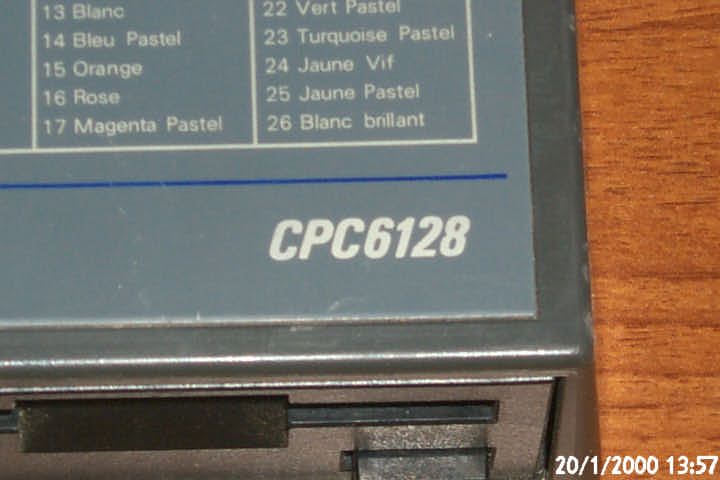 13 Blanc
14 Bleu Pastel
15 Orange
16 Rose
17 Magenta Pastel
22 Vert Pastel
23 Turquoise Pastel
24 Jaune Vif
25 Jaune Pastel
26 Blanc brillant
CPC6128
20/1/2000 13:57